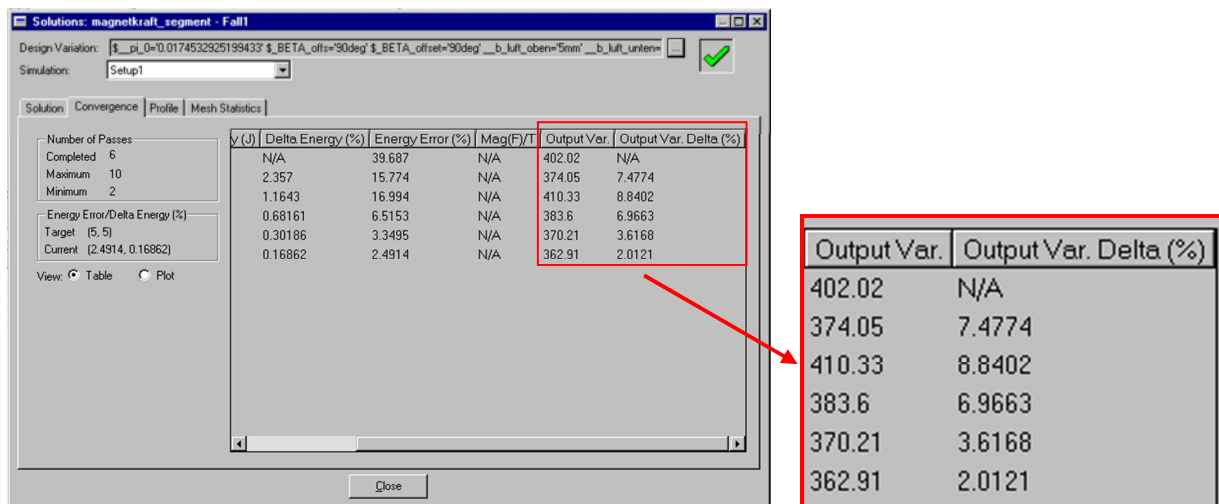 Solutions: magnetkraft_segment - Fall1
Design Variation: $__pi_0='0.0174532925199433' $_BETA_offs='90deg' $_BETA_offset='90deg' __b_luft_oben='5mm' __b_luft_unten= ...
Simulation: Setup1
Solution Convergence Profile Mesh Statistics
Number of Passes
Completed 6
Maximum 10
Minimum 2
Energy Error/Delta Energy (%)
Target (5, 5)
Current (2.4914, 0.16862)
View: Table Plot
y (J) Delta Energy (%) Energy Error (%) Mag(F)/T Output Var. Output Var. Delta (%)
N/A 39.687 N/A 402.02 N/A
2.357 15.774 N/A 374.05 7.4774
1.1643 16.994 N/A 410.33 8.8402
0.68161 6.5153 N/A 383.6 6.9663
0.30186 3.3495 N/A 370.21 3.6168
0.16862 2.4914 N/A 362.91 2.0121
Close
Output Var. Output Var. Delta (%)
402.02 N/A
374.05 7.4774
410.33 8.8402
383.6 6.9663
370.21 3.6168
362.91 2.0121